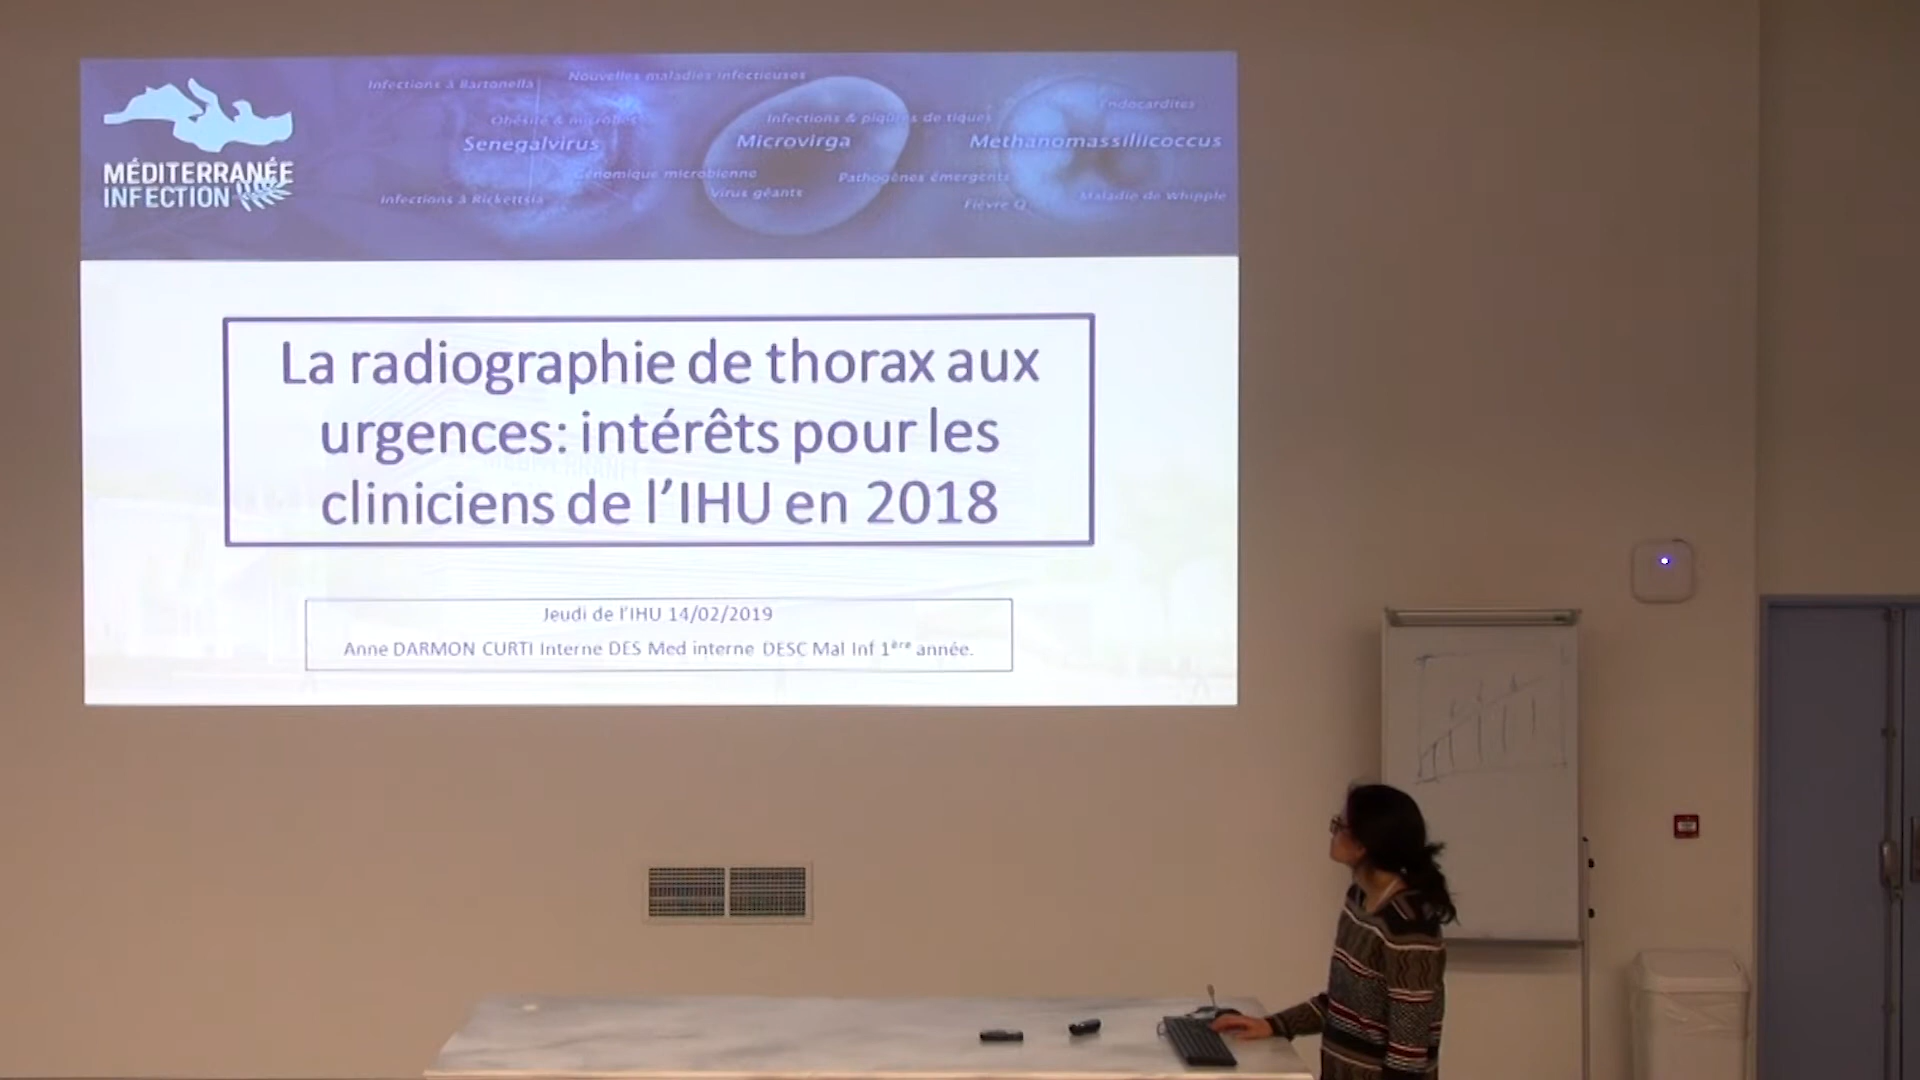 MÉDITERRANÉE
INFECTION
Infections à Bartonella
Nouvelles maladies infectieuses
Obésité & microbes
Infections & piqûres de tiques
Endocardites
Senegalvirus
Microvirga
Methanomassiliicoccus
Génomique microbienne
Pathogènes émergents
Infections à Rickettsia
Virus géants
Fièvre Q
Maladie de Whipple
La radiographie de thorax aux
urgences: intérêts pour les
cliniciens de l'IHU en 2018
Jeudi de l'IHU 14/02/2019
Anne DARMON CURTI Interne DES Med interne DESC Mal Inf 1ère année.